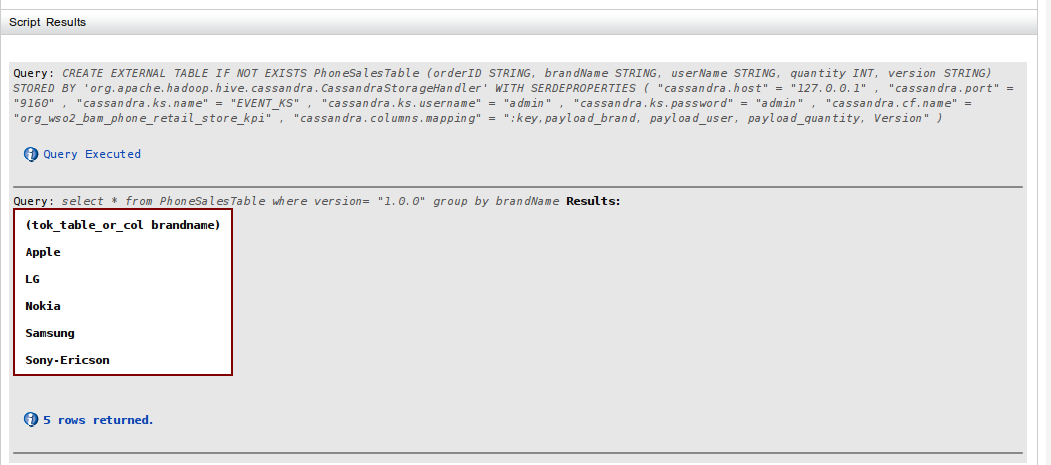 Script Results
Query: CREATE EXTERNAL TABLE IF NOT EXISTS PhoneSalesTable (orderID STRING, brandName STRING, userName STRING, quantity INT, version STRING)
STORED BY 'org.apache.hadoop.hive.cassandra.CassandraStorageHandler' WITH SERDEPROPERTIES ( "cassandra.host" = "127.0.0.1" , "cassandra.port" =
"9160" , "cassandra.ks.name" = "EVENT_KS" , "cassandra.ks.username" = "admin" , "cassandra.ks.password" = "admin" , "cassandra.cf.name" =
"org_wso2_bam_phone_retail_store_kpi" , "cassandra.columns.mapping" = ":key,payload_brand, payload_user, payload_quantity, Version" )
Query Executed
Query: select * from PhoneSalesTable where version= "1.0.0" group by brandName Results:
(tok_table_or_col brandname)
Apple
LG
Nokia
Samsung
Sony-Ericson
5 rows returned.